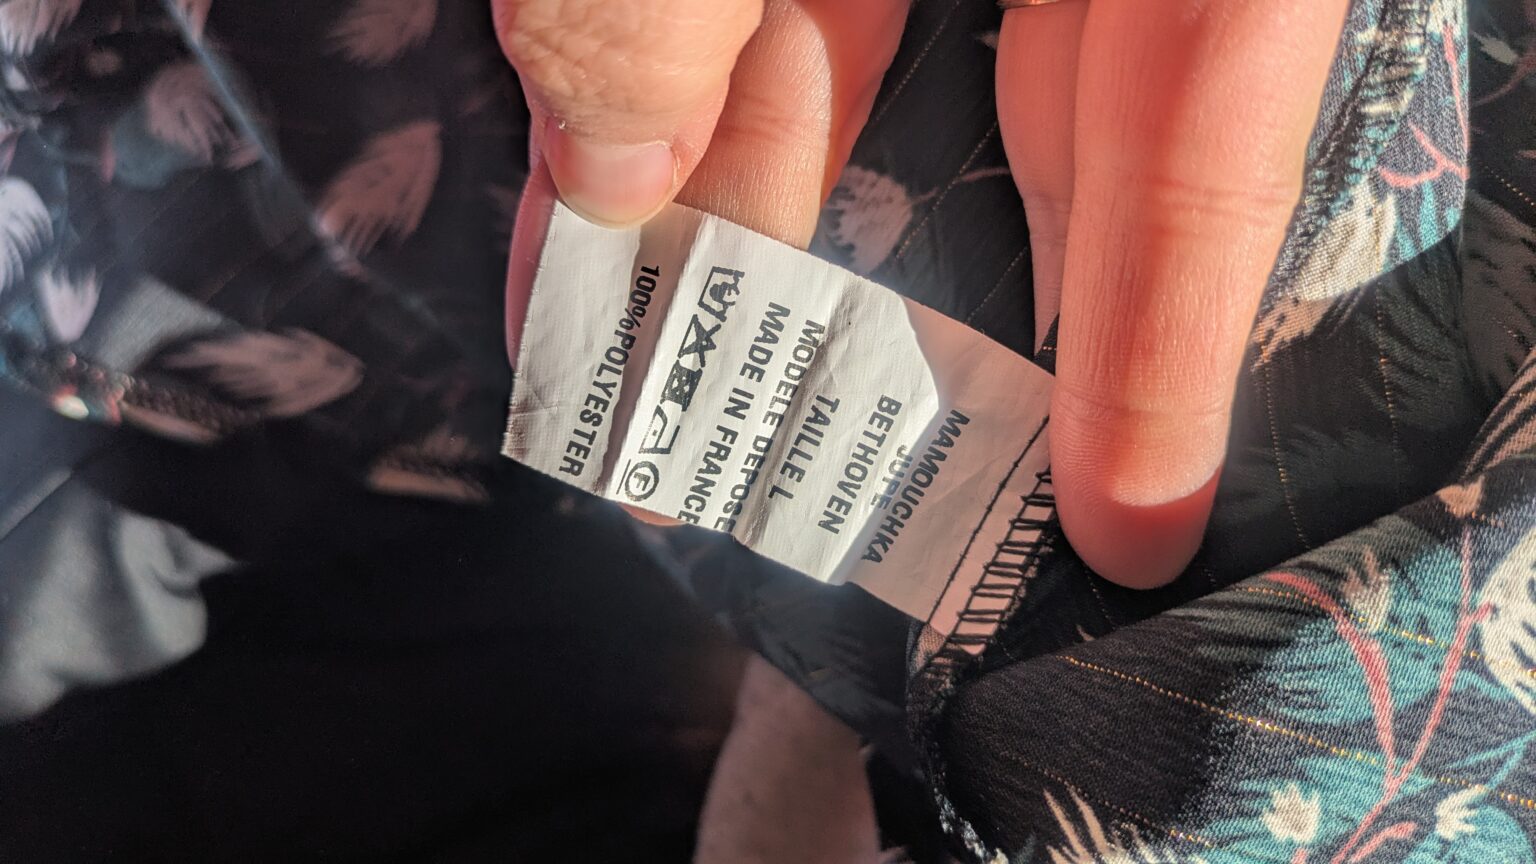 MAMOUCHKA
JUPE
BETHOVEN
TAILLE L
MODELE DEPOSE
MADE IN FRANCE
F
100%POLYESTER